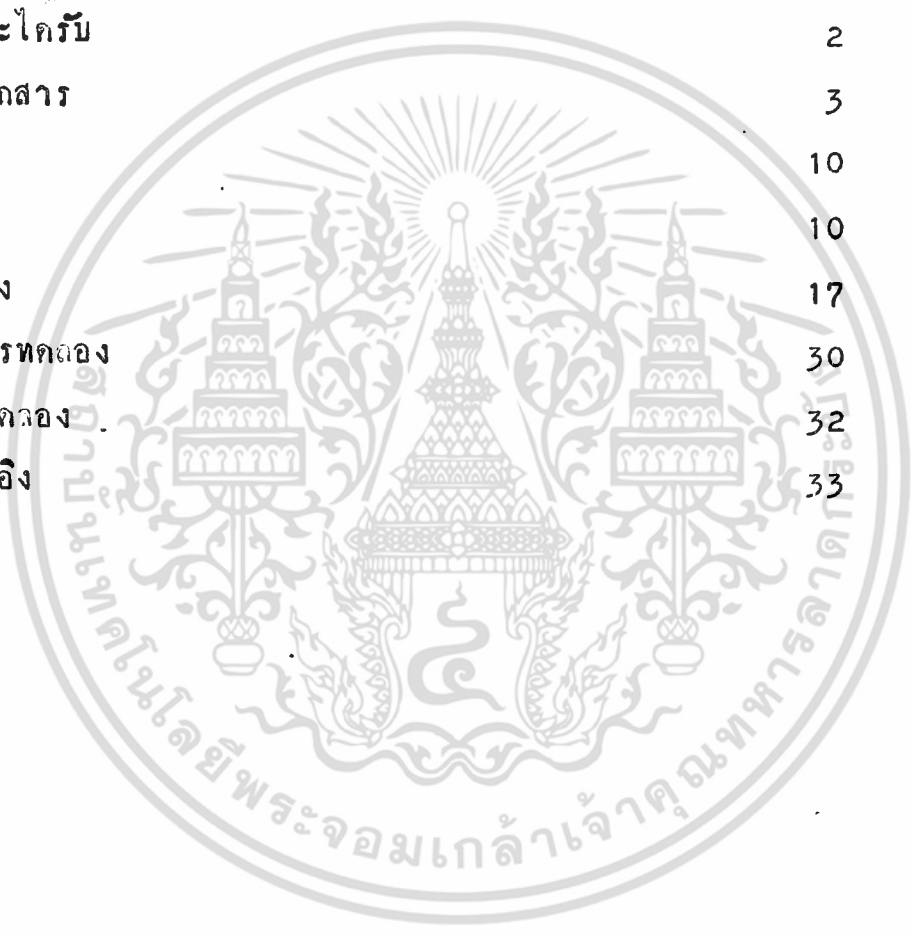 ะได้รับ 2
กสาร 3
10
10
ง 17
รทดลอง 30
ดลอง 32
อิง 33
สถาบันเทคโนโลยีพระจอมเกล้าเจ้าคุณทหารลาดกระบัง